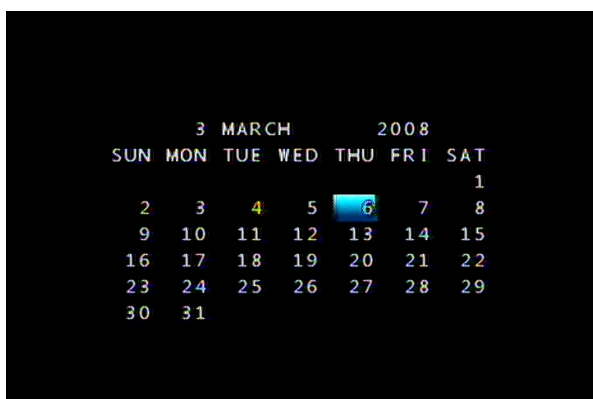 3 MARCH 2008
SUN MON TUE WED THU FRI SAT
1
2 3 4 5 6 7 8
9 10 11 12 13 14 15
16 17 18 19 20 21 22
23 24 25 26 27 28 29
30 31